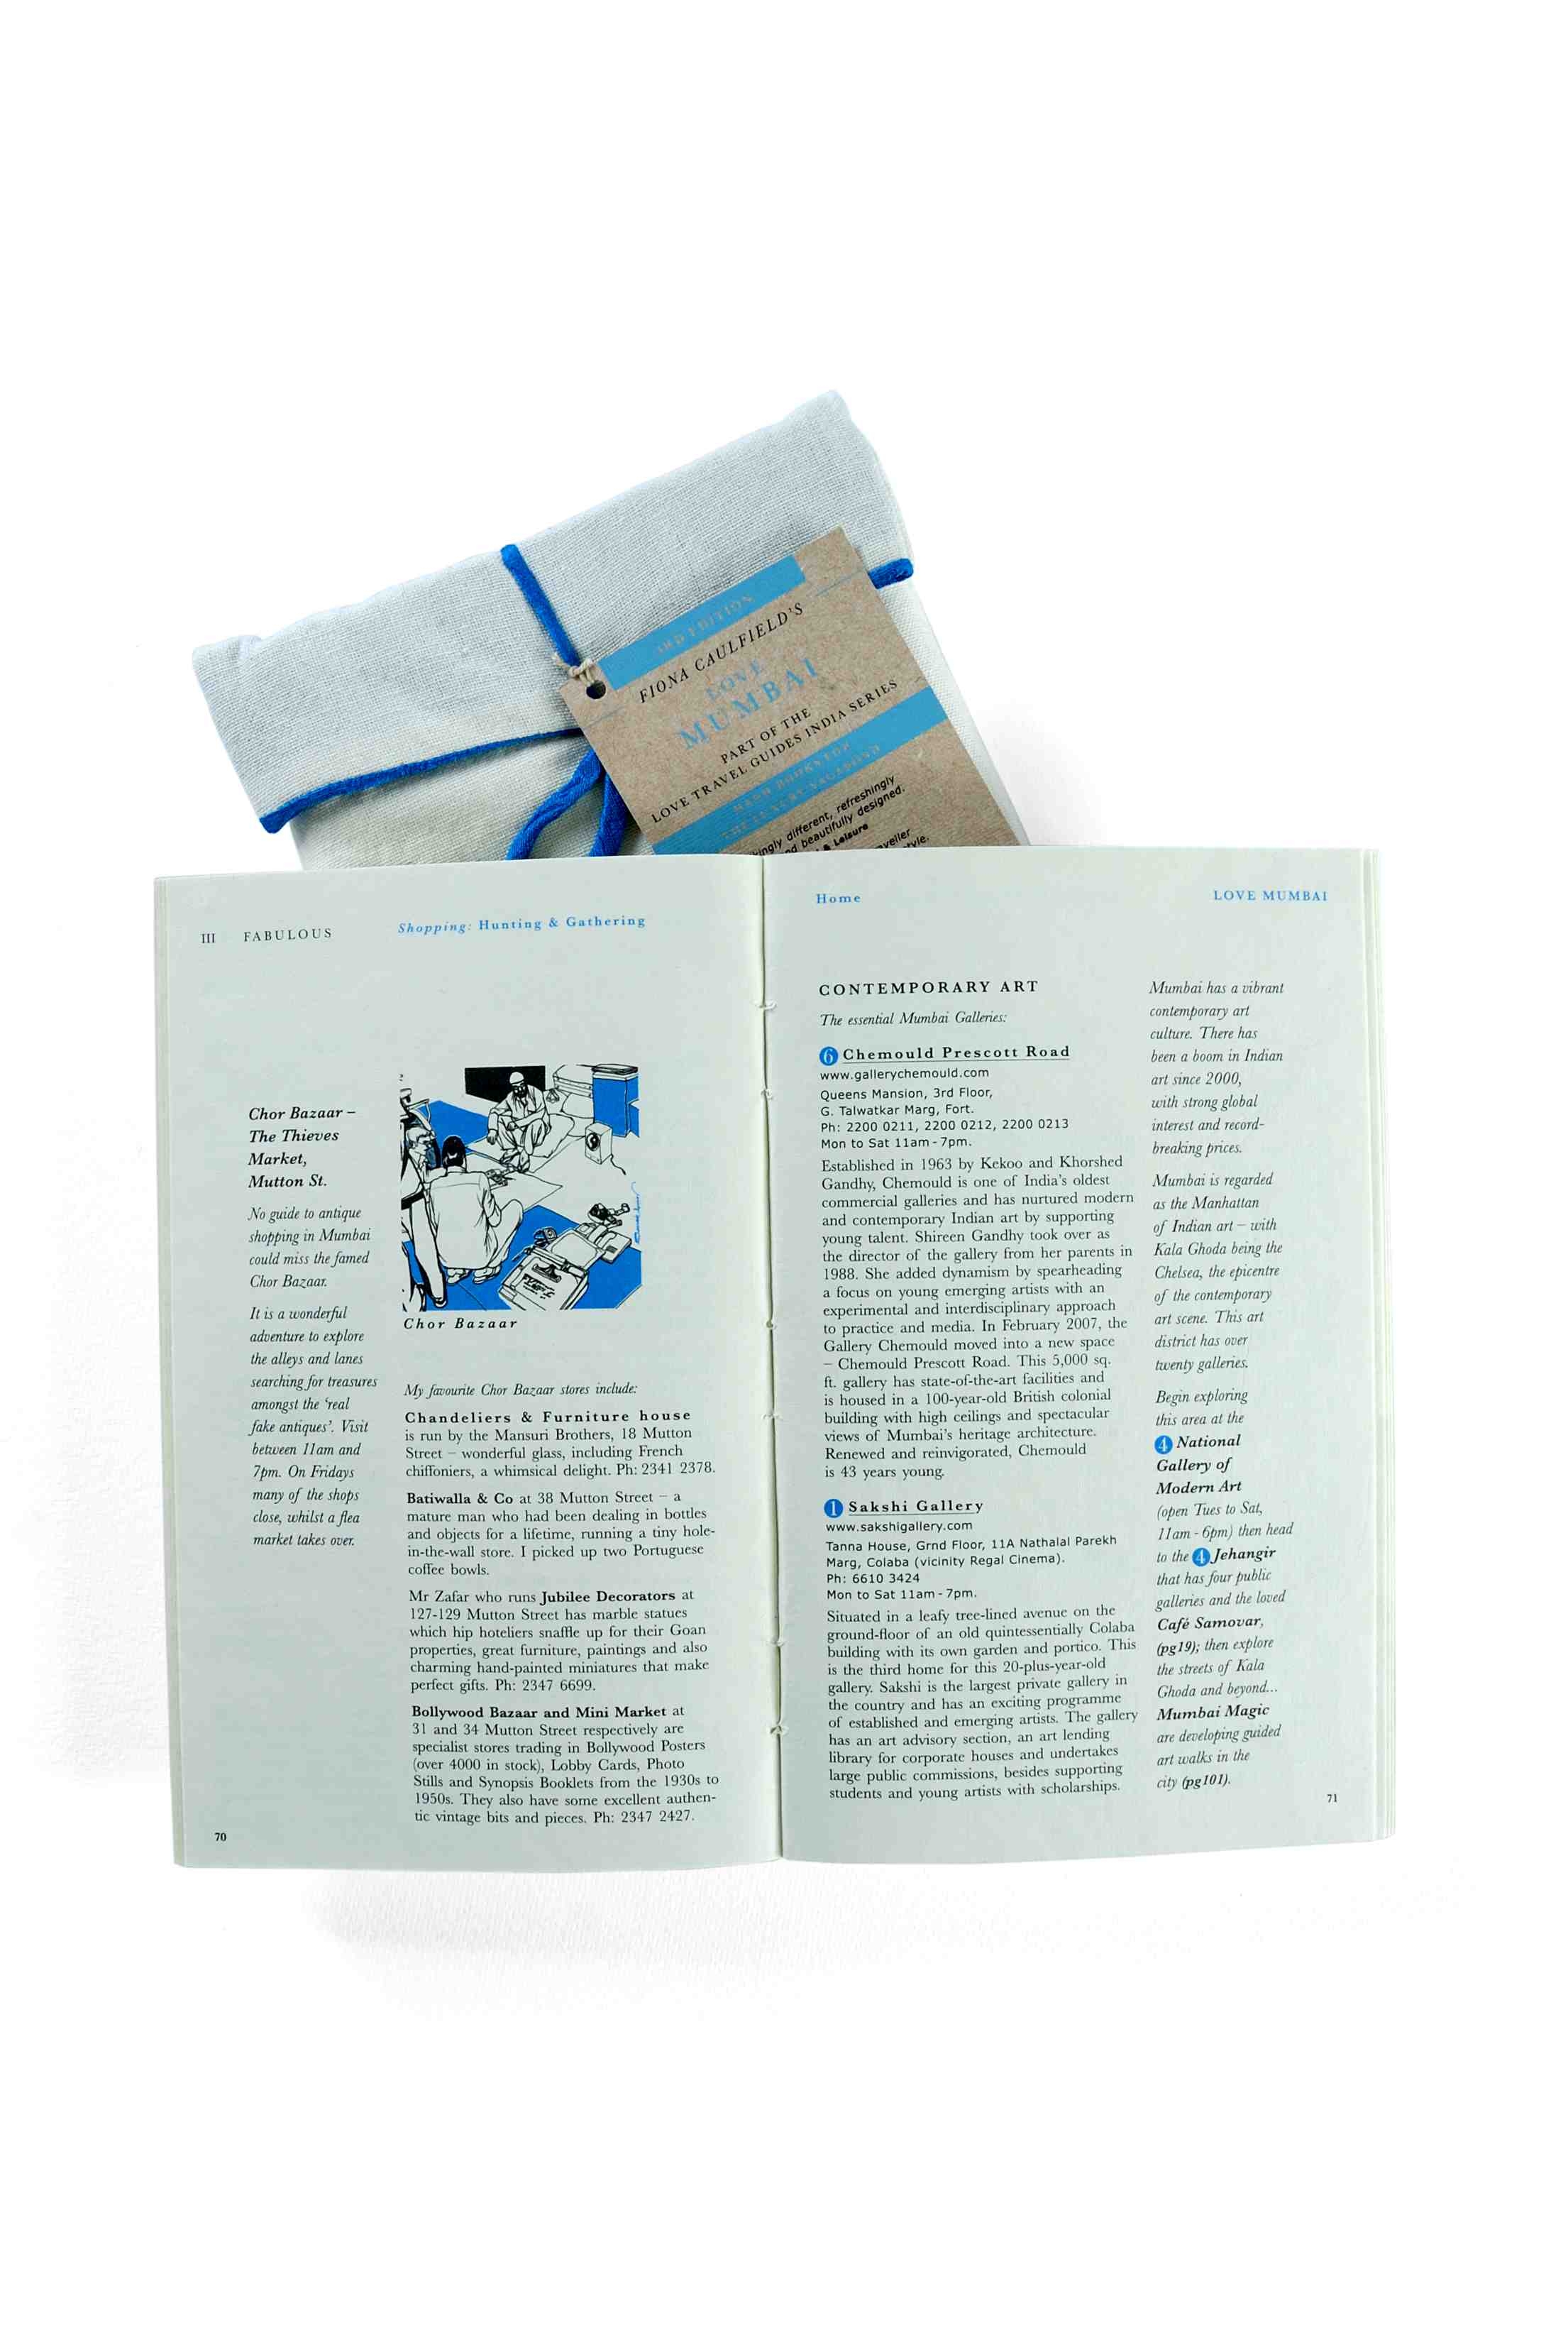 3RD EDITION
FIONA CAULFIELD'S
LOVE
MUMBAI
PART OF THE
LOVE TRAVEL GUIDES INDIA SERIES
THE LUXURY VAGABOND
different, refreshingly
beautifully designed.
& Leisure
III FABULOUS
Shopping: Hunting & Gathering
Chor Bazaar –
The Thieves
Market,
Mutton St.
No guide to antique
shopping in Mumbai
could miss the famed
Chor Bazaar.
It is a wonderful
adventure to explore
the alleys and lanes
searching for treasures
amongst the ‘real
fake antiques’. Visit
between 11am and
7pm. On Fridays
many of the shops
close, whilst a flea
market takes over.
Chor Bazaar
My favourite Chor Bazaar stores include:
Chandeliers & Furniture house
is run by the Mansuri Brothers, 18 Mutton
Street – wonderful glass, including French
chiffoniers, a whimsical delight. Ph: 2341 2378.
Batiwalla & Co at 38 Mutton Street – a
mature man who had been dealing in bottles
and objects for a lifetime, running a tiny hole-
in-the-wall store. I picked up two Portuguese
coffee bowls.
Mr Zafar who runs Jubilee Decorators at
127-129 Mutton Street has marble statues
which hip hoteliers snaffle up for their Goan
properties, great furniture, paintings and also
charming hand-painted miniatures that make
perfect gifts. Ph: 2347 6699.
Bollywood Bazaar and Mini Market at
31 and 34 Mutton Street respectively are
specialist stores trading in Bollywood Posters
(over 4000 in stock), Lobby Cards, Photo
Stills and Synopsis Booklets from the 1930s to
1950s. They also have some excellent authen-
tic vintage bits and pieces. Ph: 2347 2427.
70
Home
LOVE MUMBAI
CONTEMPORARY ART
The essential Mumbai Galleries:
6 Chemould Prescott Road
www.gallerychemould.com
Queens Mansion, 3rd Floor,
G. Talwatkar Marg, Fort.
Ph: 2200 0211, 2200 0212, 2200 0213
Mon to Sat 11am - 7pm.
Established in 1963 by Kekoo and Khorshed
Gandhy, Chemould is one of India’s oldest
commercial galleries and has nurtured modern
and contemporary Indian art by supporting
young talent. Shireen Gandhy took over as
the director of the gallery from her parents in
1988. She added dynamism by spearheading
a focus on young emerging artists with an
experimental and interdisciplinary approach
to practice and media. In February 2007, the
Gallery Chemould moved into a new space
– Chemould Prescott Road. This 5,000 sq.
ft. gallery has state-of-the-art facilities and
is housed in a 100-year-old British colonial
building with high ceilings and spectacular
views of Mumbai’s heritage architecture.
Renewed and reinvigorated, Chemould
is 43 years young.
1 Sakshi Gallery
www.sakshigallery.com
Tanna House, Grnd Floor, 11A Nathalal Parekh
Marg, Colaba (vicinity Regal Cinema).
Ph: 6610 3424
Mon to Sat 11am - 7pm.
Situated in a leafy tree-lined avenue on the
ground-floor of an old quintessentially Colaba
building with its own garden and portico. This
is the third home for this 20-plus-year-old
gallery. Sakshi is the largest private gallery in
the country and has an exciting programme
of established and emerging artists. The gallery
has an art advisory section, an art lending
library for corporate houses and undertakes
large public commissions, besides supporting
students and young artists with scholarships.
Mumbai has a vibrant
contemporary art
culture. There has
been a boom in Indian
art since 2000,
with strong global
interest and record-
breaking prices.
Mumbai is regarded
as the Manhattan
of Indian art – with
Kala Ghoda being the
Chelsea, the epicentre
of the contemporary
art scene. This art
district has over
twenty galleries.
Begin exploring
this area at the
4 National
Gallery of
Modern Art
(open Tues to Sat,
11am - 6pm) then head
to the 4 Jehangir
that has four public
galleries and the loved
Café Samovar,
(pg19); then explore
the streets of Kala
Ghoda and beyond...
Mumbai Magic
are developing guided
art walks in the
city (pg101).
71